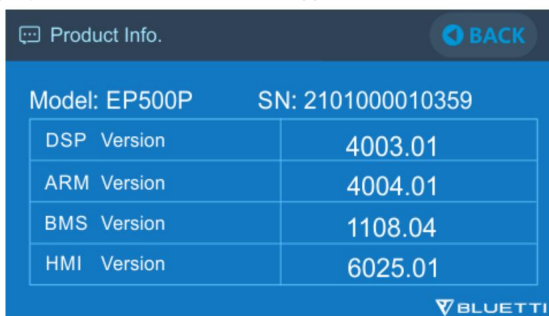 Product Info.
BACK
Model: EP500P SN: 2101000010359
DSP Version 4003.01
ARM Version 4004.01
BMS Version 1108.04
HMI Version 6025.01
BLUETTI